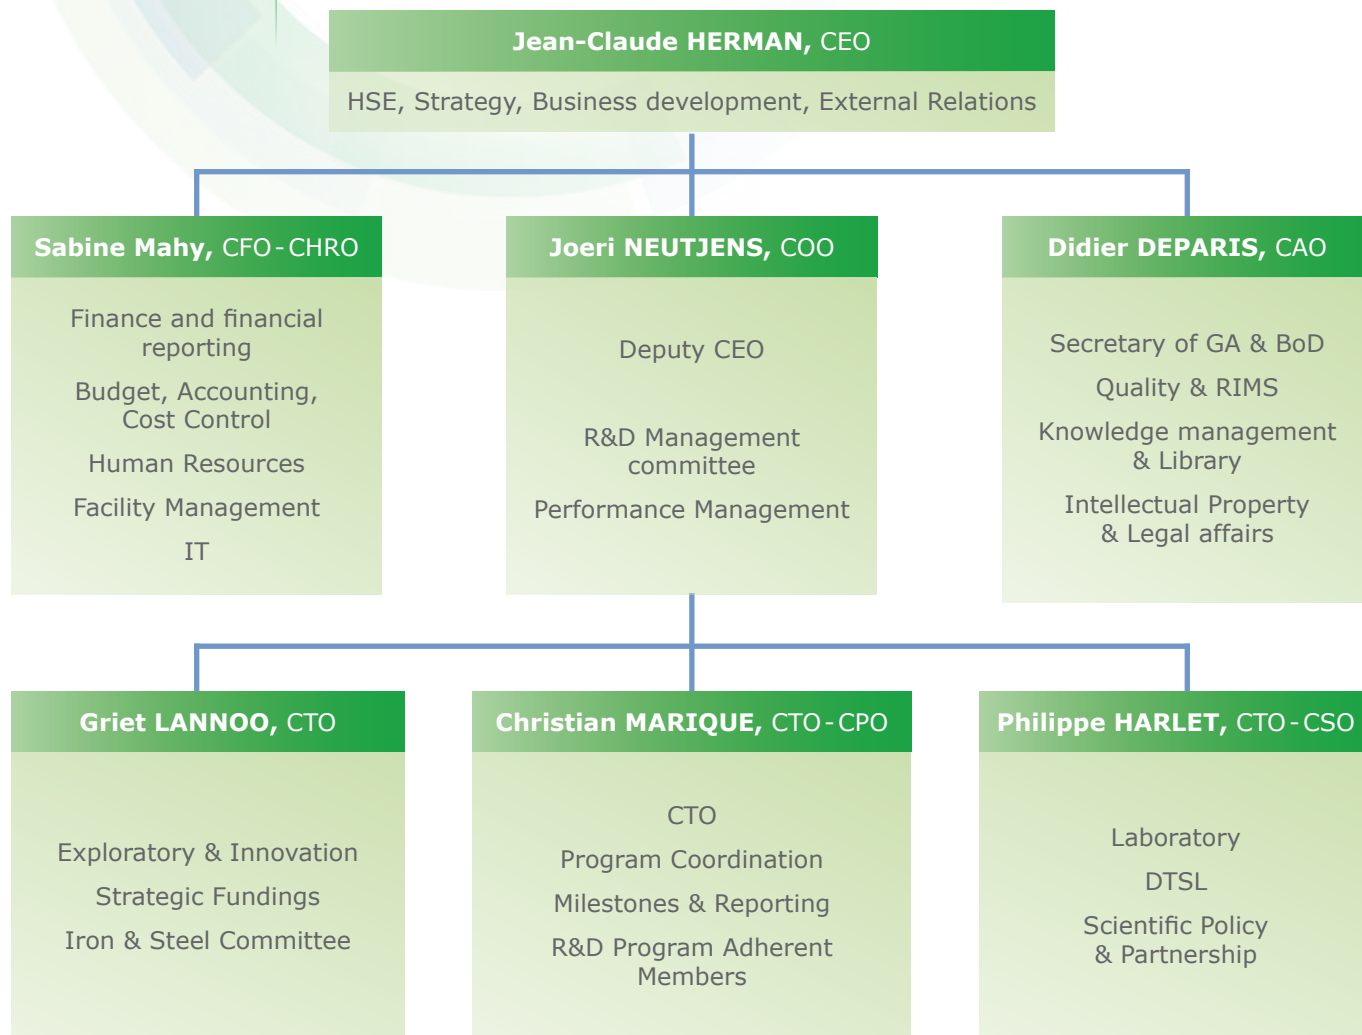 Jean-Claude HERMAN, CEO
HSE, Strategy, Business development, External Relations
Sabine Mahy, CFO-CHRO
Finance and financial
reporting
Budget, Accounting,
Cost Control
Human Resources
Facility Management
IT
Joeri NEUTJENS, COO
Deputy CEO
R&D Management
committee
Performance Management
Didier DEPARIS, CAO
Secretary of GA & BoD
Quality & RIMS
Knowledge management
& Library
Intellectual Property
& Legal affairs
Griet LANNOO, CTO
Exploratory & Innovation
Strategic Fundings
Iron & Steel Committee
Christian MARIQUE, CTO-CPO
CTO
Program Coordination
Milestones & Reporting
R&D Program Adherent
Members
Philippe HARLET, CTO-CSO
Laboratory
DTSL
Scientific Policy
& Partnership